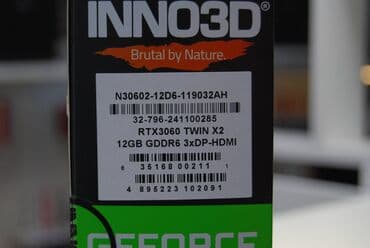 INNO3D®
Brutal by Nature.
N30602-12D6-119032AH
32-796-241100285
RTX3060 TWIN X2
12GB GDDR6 3xDP-HDMI
6 35168 00211 1
4 895223 102091
GEFORCE